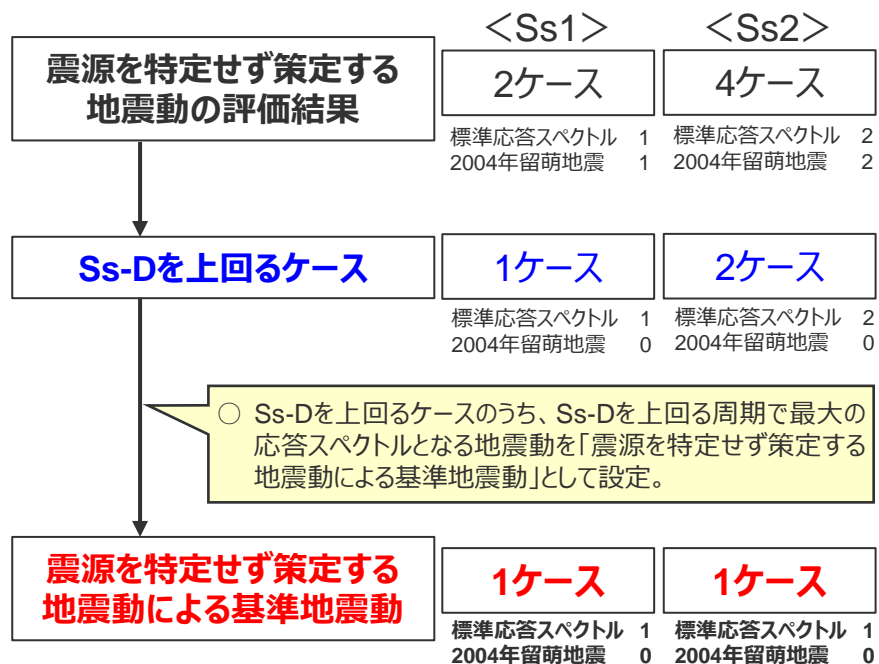 ＜Ss1＞ ＜Ss2＞
震源を特定せず策定する
地震動の評価結果
2ケース 4ケース
標準応答スペクトル 1 標準応答スペクトル 2
2004年留萌地震 1 2004年留萌地震 2
Ss-Dを上回るケース
1ケース 2ケース
標準応答スペクトル 1 標準応答スペクトル 2
2004年留萌地震 0 2004年留萌地震 0
○ Ss-Dを上回るケースのうち、Ss-Dを上回る周期で最大の
応答スペクトルとなる地震動を「震源を特定せず策定する
地震動による基準地震動」として設定。
震源を特定せず策定する
地震動による基準地震動
1ケース 1ケース
標準応答スペクトル 1 標準応答スペクトル 1
2004年留萌地震 0 2004年留萌地震 0